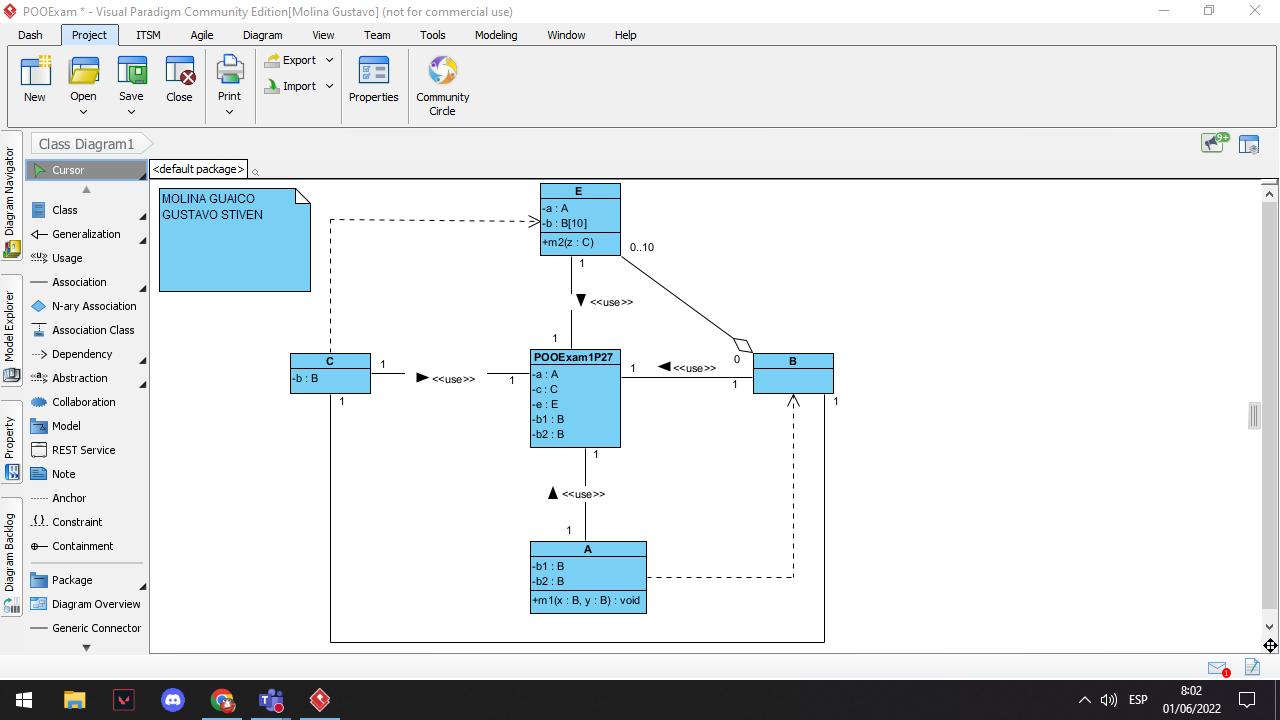 POOExam * - Visual Paradigm Community Edition[Molina Gustavo] (not for commercial use)
Dash Project ITSM Agile Diagram View Team Tools Modeling Window Help
New Open Save Close Print Export Import Properties Community Circle
Class Diagram1
9+
Diagram Navigator
Model Explorer
Property
Diagram Backlog
Cursor
Class
Generalization
Usage
Association
N-ary Association
Association Class
Dependency
Abstraction
Collaboration
Model
REST Service
Note
Anchor
Constraint
Containment
Package
Diagram Overview
Generic Connector
<default package>
MOLINA GUAICO
GUSTAVO STIVEN
E
-a : A
-b : B[10]
+m2(z : C)
0..10
1
<<use>>
1
C
-b : B
1
<<use>>
1
1
POOExam1P27
-a : A
-c : C
-e : E
-b1 : B
-b2 : B
1
<<use>>
1
0
B
1
1
<<use>>
1
A
-b1 : B
-b2 : B
+m1(x : B, y : B) : void
1
ESP
8:02
01/06/2022